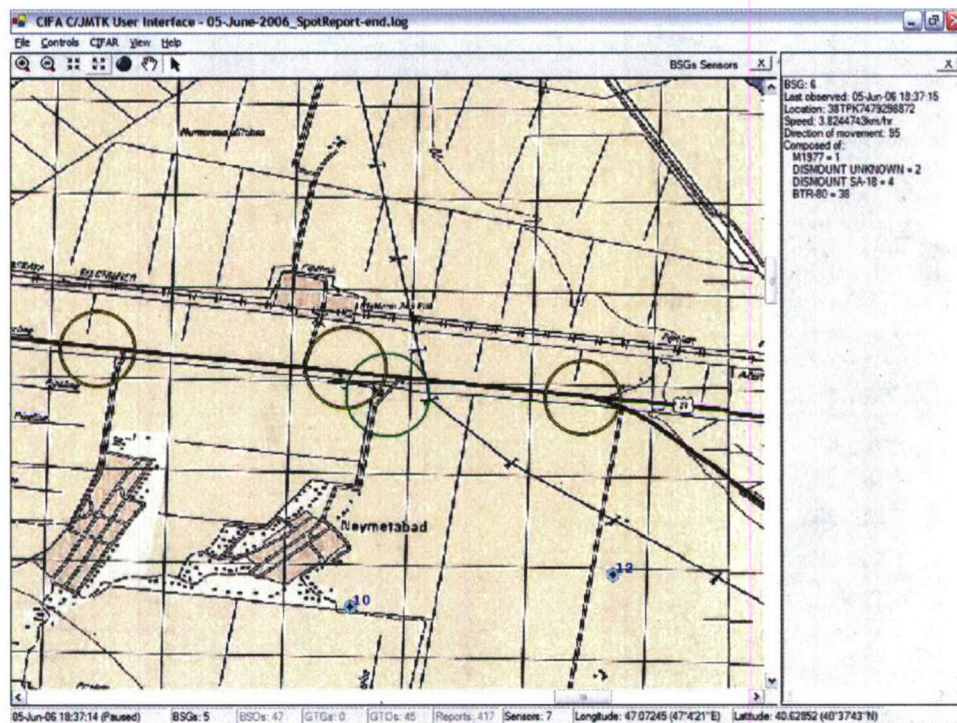 CIFA C/JMTK User Interface - 05-June-2006_SpotReport-end.log
File Controls CIFAR View Help
BSGs Sensors X
X
BSG: 6
Last observed: 05-Jun-06 18:37:15
Location: 38TPK7479298872
Speed: 3.8244743km/hr
Direction of movement: 95
Composed of:
M1977 = 1
DISMOUNT UNKNOWN = 2
DISMOUNT SA-18 = 4
BTR-80 = 38
Numerous ditches
Neymetabad
12
10
05-Jun-06 18:37:14 (Paused) BSGs: 5 BSOs: 47 GTGs: 0 GTOs: 45 Reports: 417 Sensors: 7 Longitude: 47.07245 (47°4'21"E) Latitude: 40.62852 (40°37'43"N)